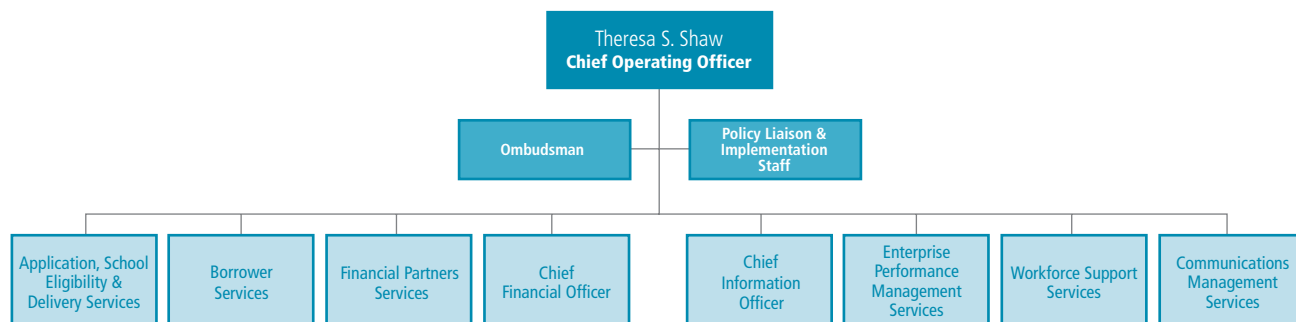 Theresa S. Shaw
Chief Operating Officer
Ombudsman
Policy Liaison &
Implementation
Staff
Application, School
Eligibility &
Delivery Services
Borrower
Services
Financial Partners
Services
Chief
Financial Officer
Chief
Information
Officer
Enterprise
Performance
Management
Services
Workforce Support
Services
Communications
Management
Services